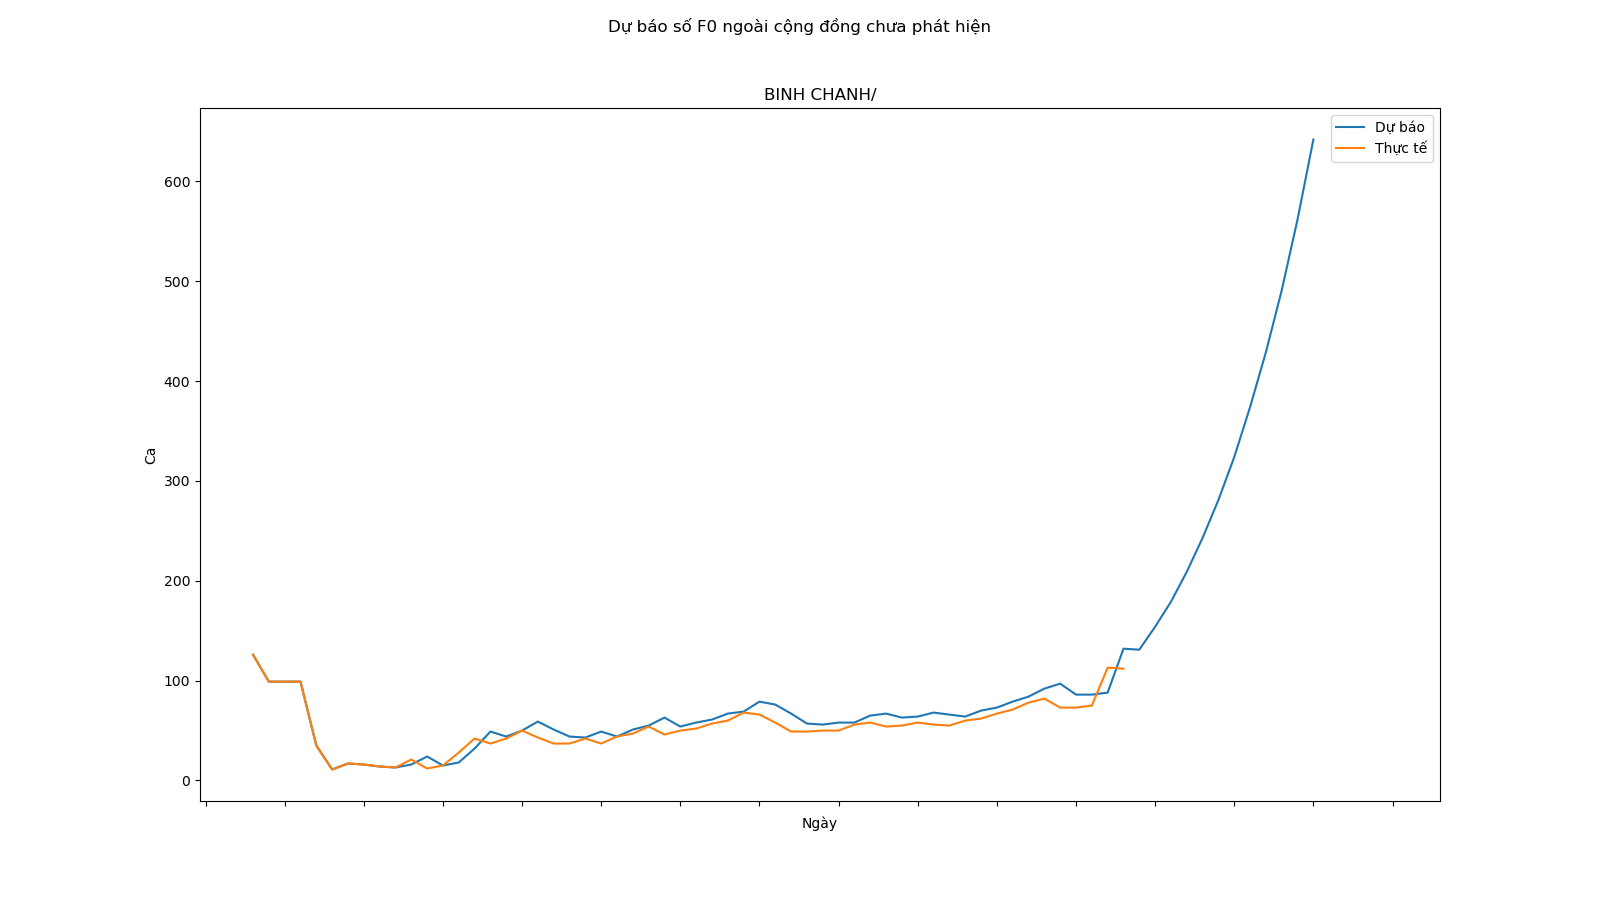 Dự báo số F0 ngoài cộng đồng chưa phát hiện
BINH CHANH/
Dự báo
Thực tế
600
500
400
300
200
100
0
Ca
Ngày